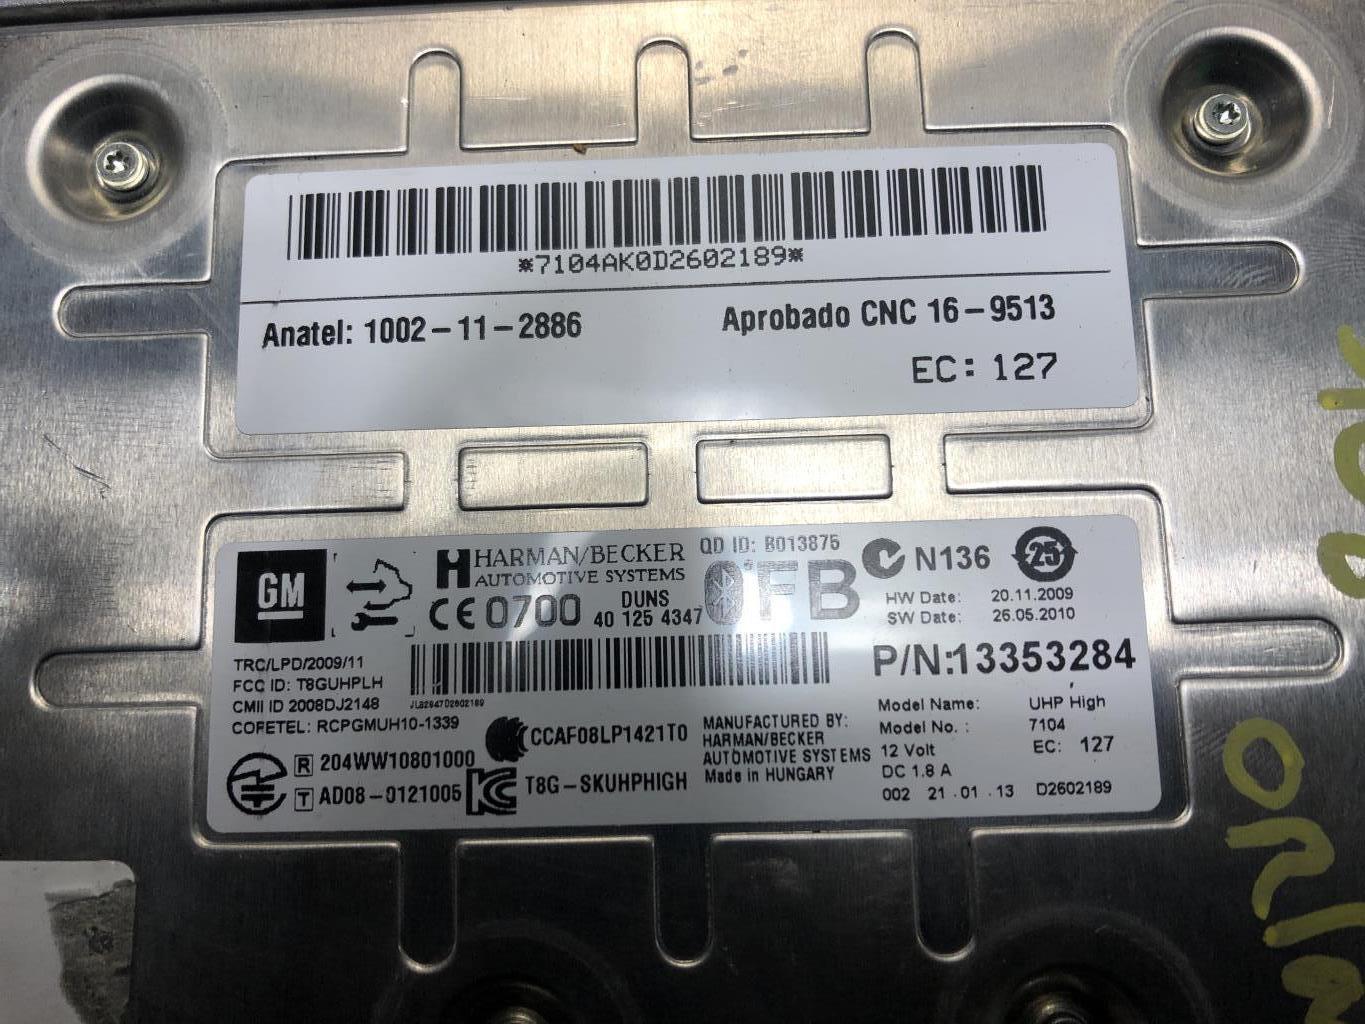 *7104AK0D2602189*
Anatel: 1002-11-2886
Aprobado CNC 16-9513
EC: 127
GM
HARMAN/BECKER
AUTOMOTIVE SYSTEMS
CE 0700
DUNS
40 125 4347
QD ID: B013875
FB
N136
25
HW Date: 20.11.2009
SW Date: 26.05.2010
P/N:13353284
TRC/LPD/2009/11
FCC ID: T8GUHPLH
CMII ID 2008DJ2148
COFETEL: RCPGMUH10-1339
JLB2947D2602189
R 204WW10801000
T AD08-0121005
CCAF08LP1421T0
T8G-SKUHPHIGH
MANUFACTURED BY:
HARMAN/BECKER
AUTOMOTIVE SYSTEMS
Made in HUNGARY
Model Name: UHP High
Model No. : 7104
12 Volt EC: 127
DC 1.8 A
002 21.01.13 D2602189